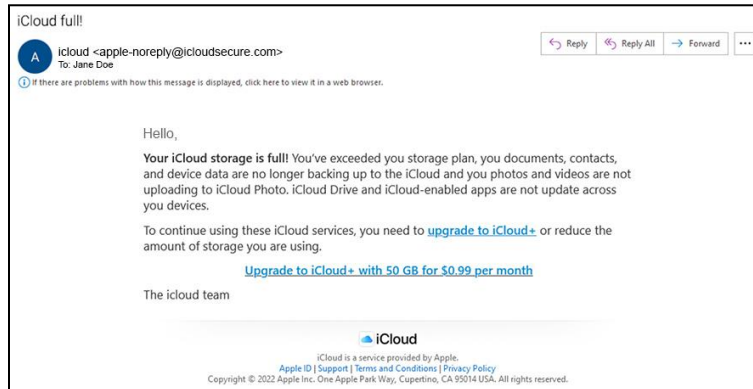 iCloud full!
A
icloud <apple-noreply@icloudsecure.com>
To: Jane Doe
Reply
Reply All
Forward
If there are problems with how this message is displayed, click here to view it in a web browser.
Hello,
Your iCloud storage is full! You've exceeded you storage plan, you documents, contacts,
and device data are no longer backing up to the iCloud and you photos and videos are not
uploading to iCloud Photo. iCloud Drive and iCloud-enabled apps are not update across
you devices.
To continue using these iCloud services, you need to upgrade to iCloud+ or reduce the
amount of storage you are using.
Upgrade to iCloud+ with 50 GB for $0.99 per month
The icloud team
iCloud
iCloud is a service provided by Apple.
Apple ID | Support | Terms and Conditions | Privacy Policy
Copyright © 2022 Apple Inc. One Apple Park Way, Cupertino, CA 95014 USA. All rights reserved.